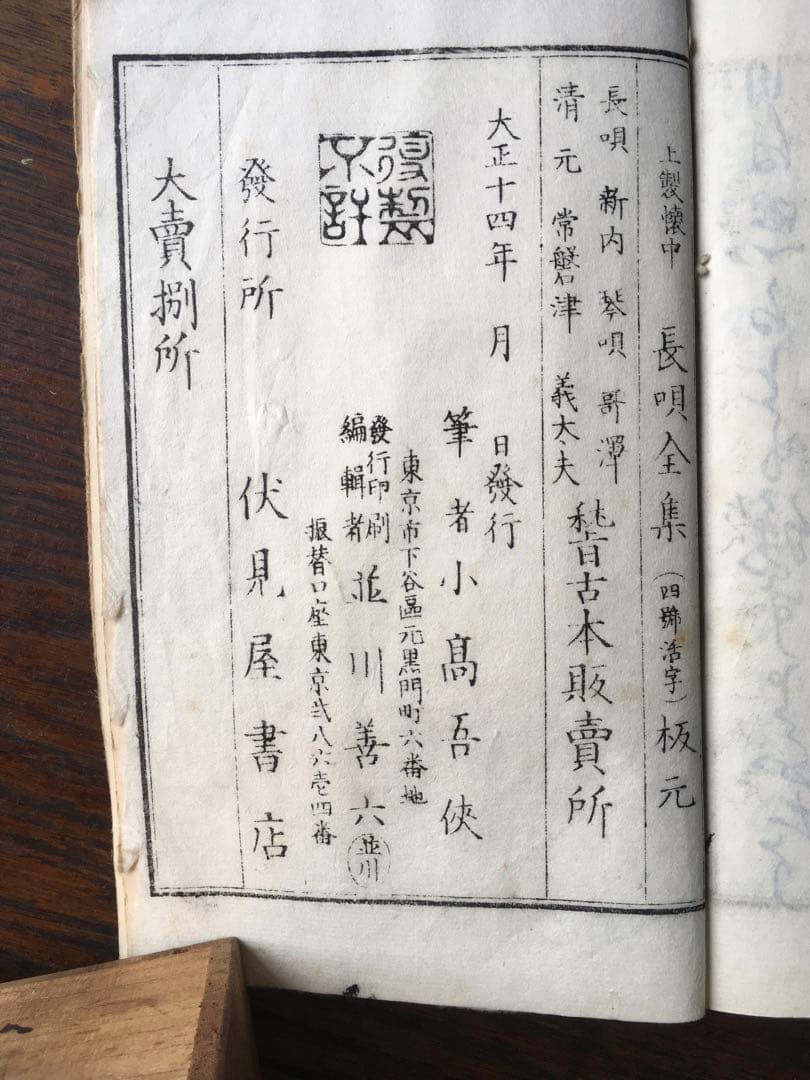 上製懐中 長唄全集(四號活字)板元
長唄 新内 琴唄 哥澤
清元 常磐津 義太夫
稽古本販賣所
大正十四年 月 日發行
筆者 小髙吾俠
東京市下谷區元黒門町六番地
發行印刷
編輯者 並川善六
並川
振替口座東京弐八六壱四番
復製
不許
發行所 伏見屋書店
大賣捌所